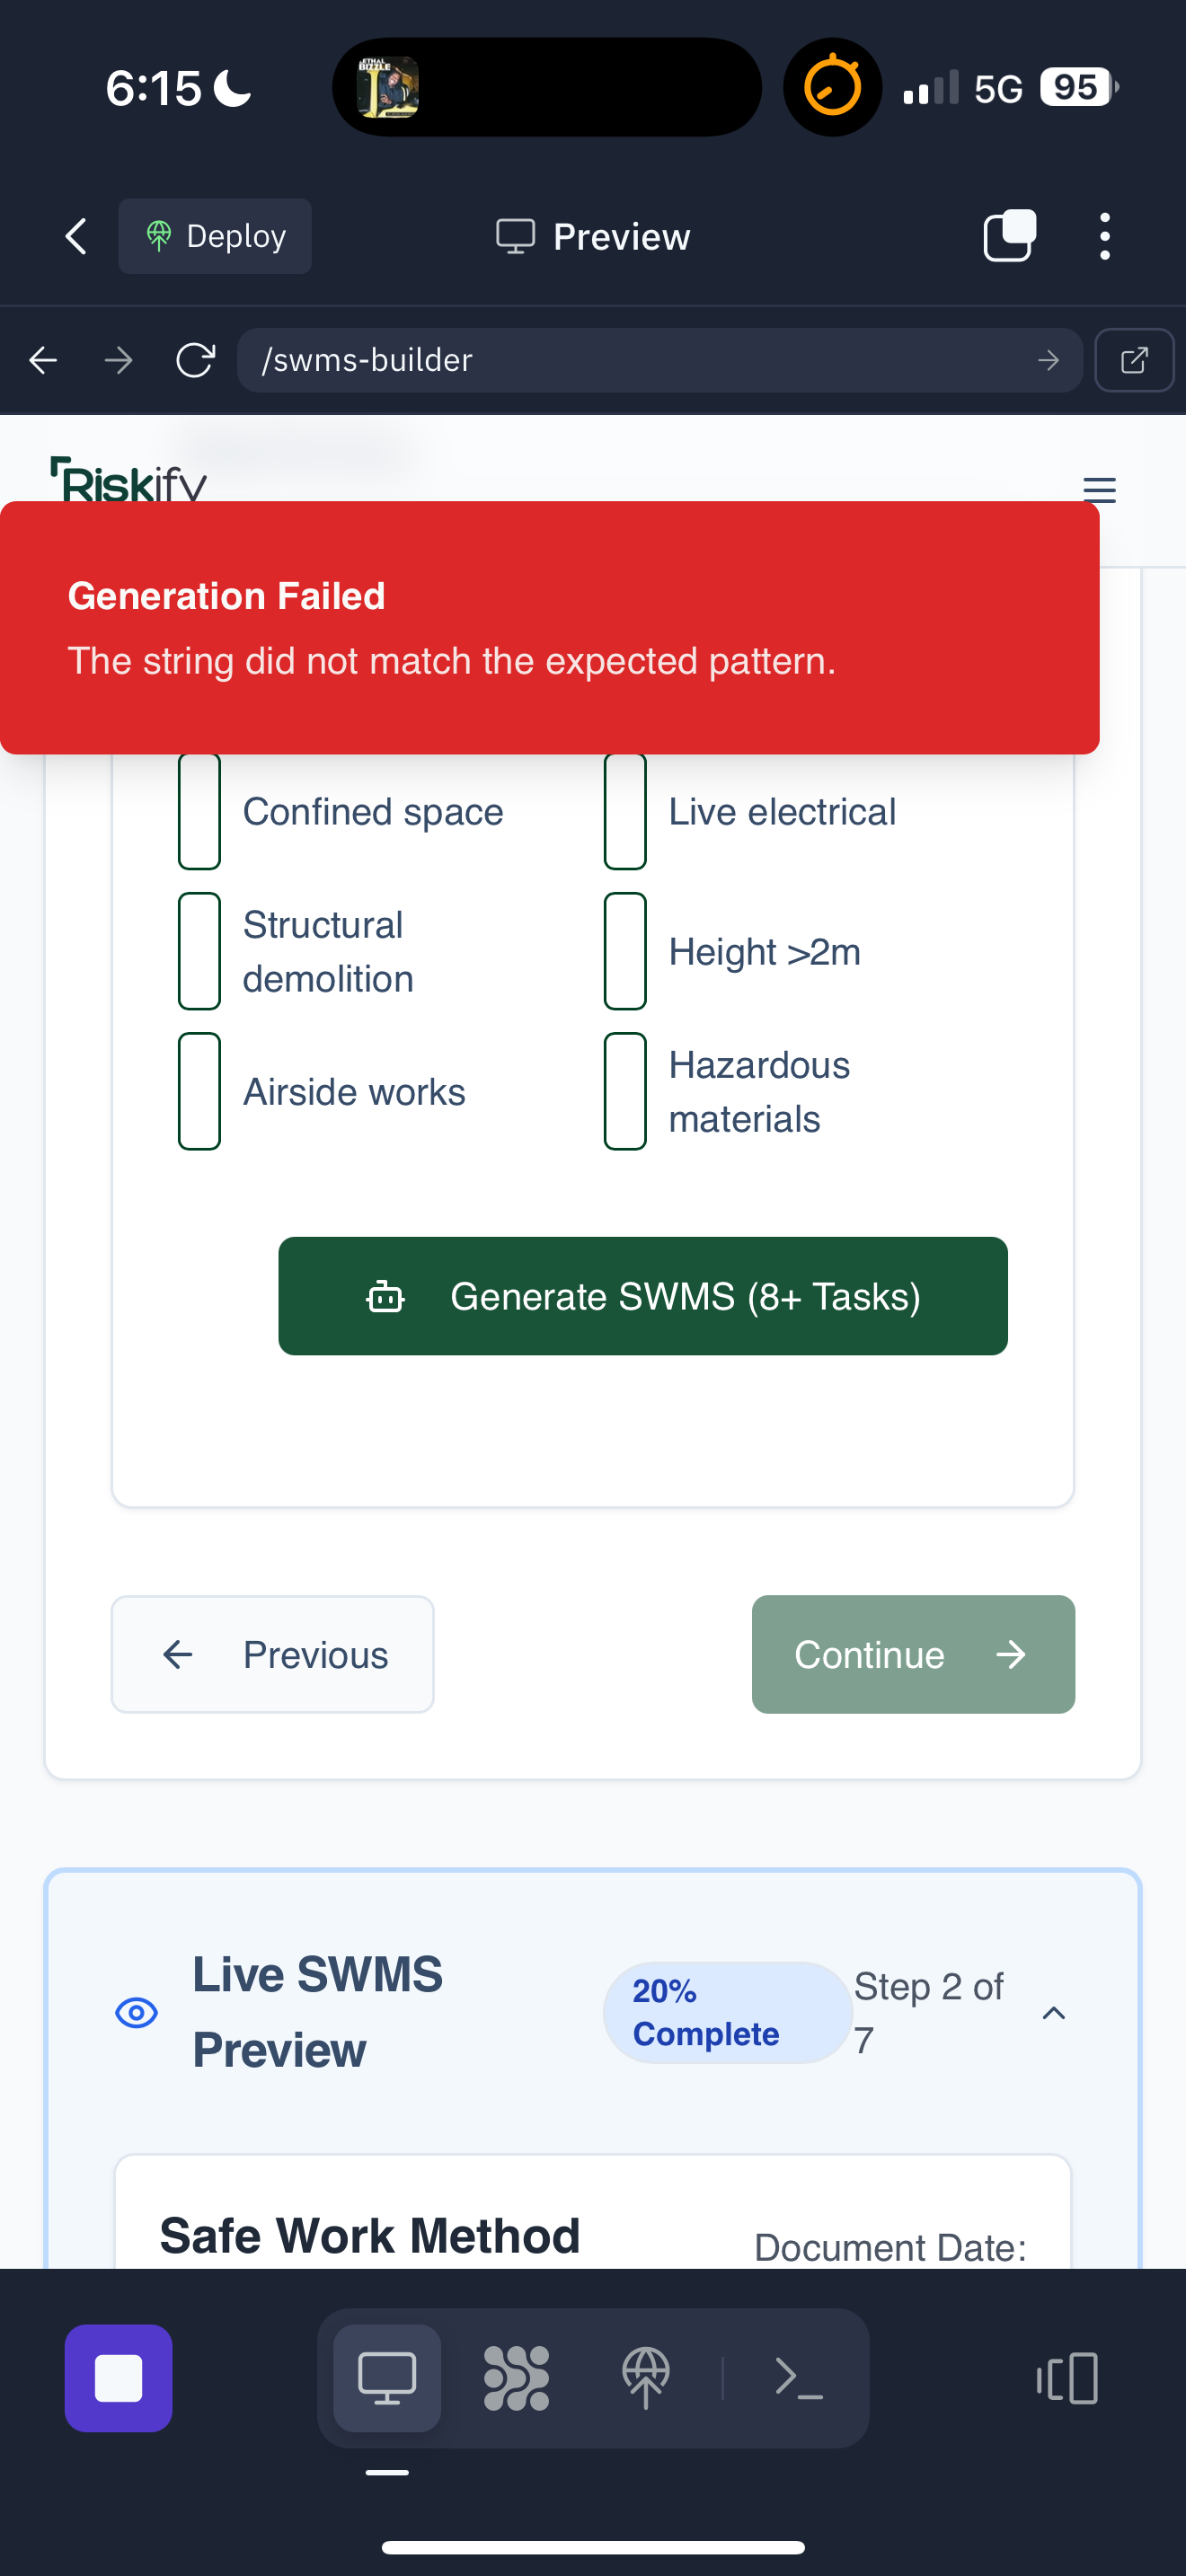 6:15
5G
95
LETHAL
BIZZLE
Deploy
Preview
/swms-builder
Riskify
Generation Failed
The string did not match the expected pattern.
Confined space
Live electrical
Structural
demolition
Height >2m
Airside works
Hazardous
materials
Generate SWMS (8+ Tasks)
Previous
Continue
Live SWMS
Preview
20%
Complete
Step 2 of
7
Safe Work Method
Document Date: